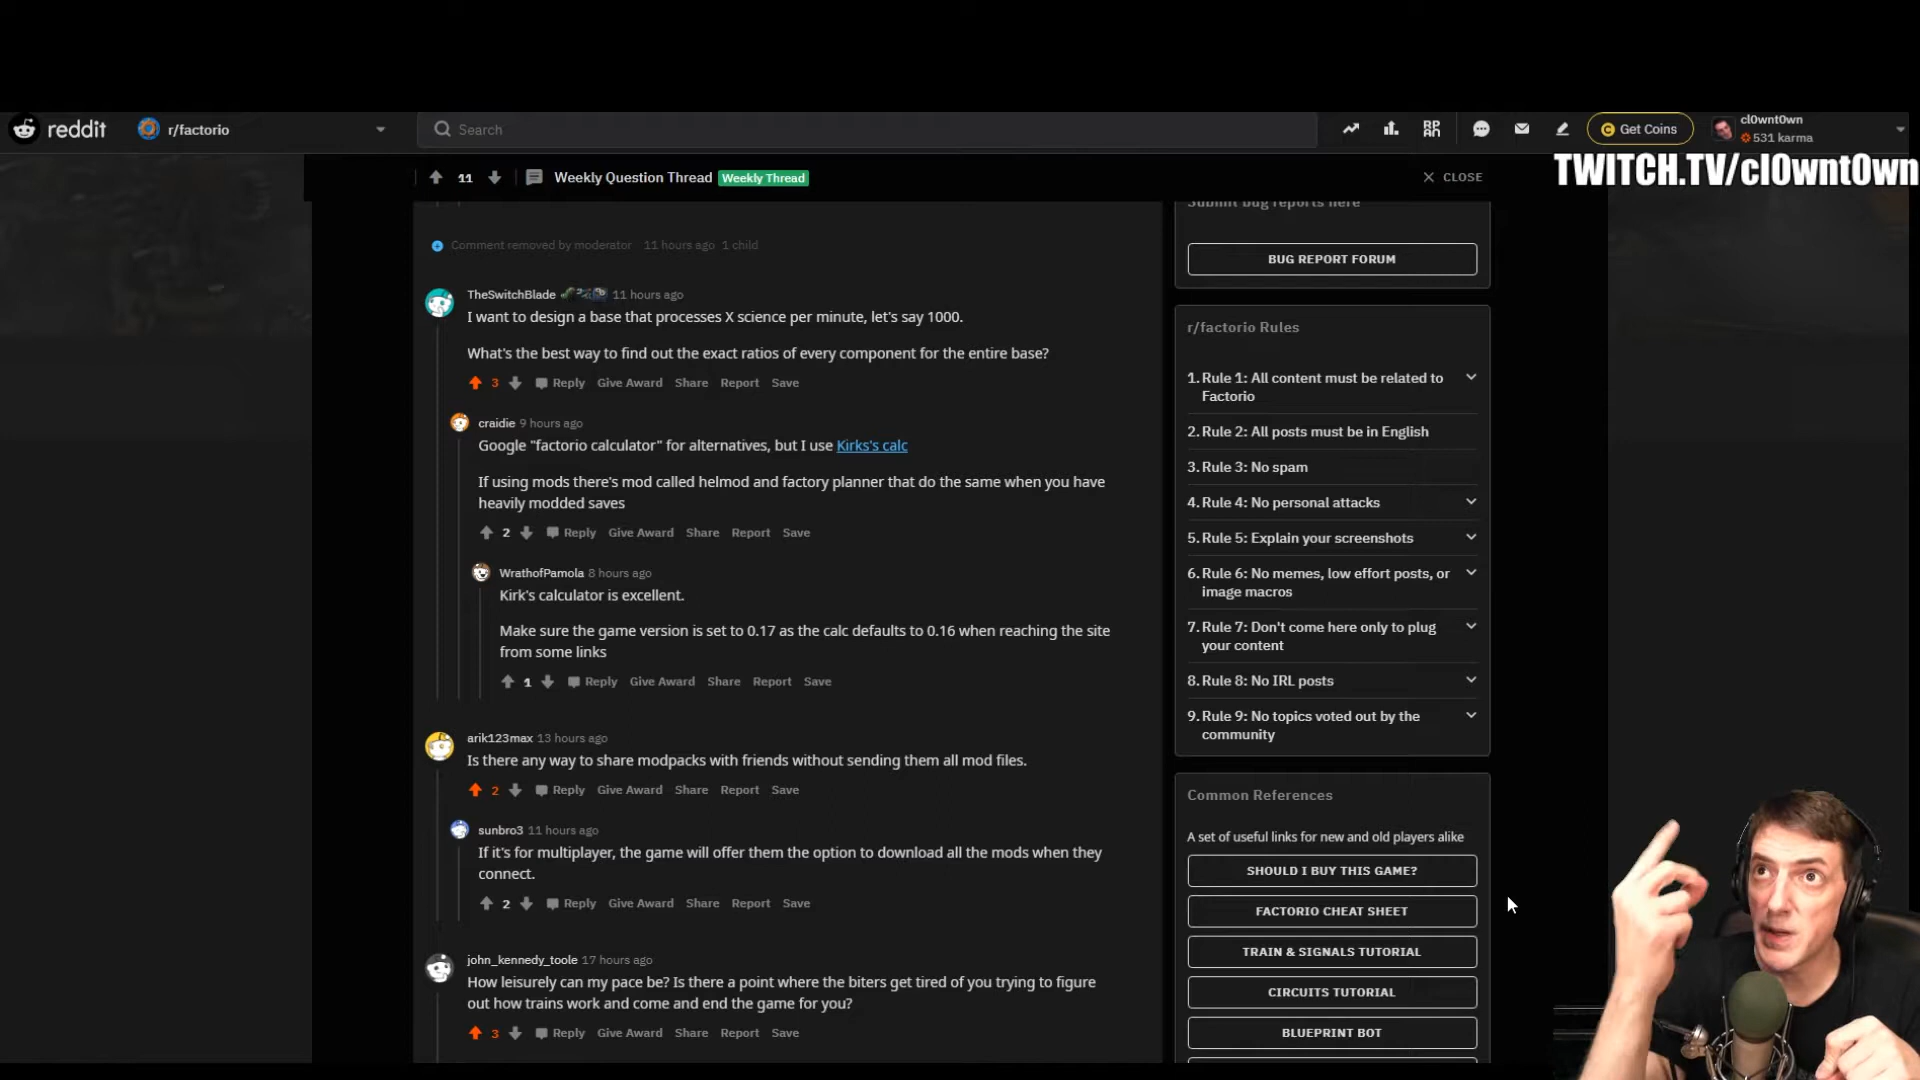 reddit
r/factorio
Search
Get Coins
cl0wnt0wn
531 karma
TWITCH.TV/cl0wnt0wn
11
Weekly Question Thread
Weekly Thread
CLOSE
Comment removed by moderator 11 hours ago 1 child
TheSwitchBlade 11 hours ago
I want to design a base that processes X science per minute, let's say 1000.
What's the best way to find out the exact ratios of every component for the entire base?
3 Reply Give Award Share Report Save
craidie 9 hours ago
Google "factorio calculator" for alternatives, but I use Kirks's calc
If using mods there's mod called helmod and factory planner that do the same when you have
heavily modded saves
2 Reply Give Award Share Report Save
WrathofPamola 8 hours ago
Kirk's calculator is excellent.
Make sure the game version is set to 0.17 as the calc defaults to 0.16 when reaching the site
from some links
1 Reply Give Award Share Report Save
arik123max 13 hours ago
Is there any way to share modpacks with friends without sending them all mod files.
2 Reply Give Award Share Report Save
sunbro3 11 hours ago
If it's for multiplayer, the game will offer them the option to download all the mods when they
connect.
2 Reply Give Award Share Report Save
john_kennedy_toole 17 hours ago
How leisurely can my pace be? Is there a point where the biters get tired of you trying to figure
out how trains work and come and end the game for you?
3 Reply Give Award Share Report Save
Submit bug reports here
BUG REPORT FORUM
r/factorio Rules
1. Rule 1: All content must be related to
Factorio
2. Rule 2: All posts must be in English
3. Rule 3: No spam
4. Rule 4: No personal attacks
5. Rule 5: Explain your screenshots
6. Rule 6: No memes, low effort posts, or
image macros
7. Rule 7: Don't come here only to plug
your content
8. Rule 8: No IRL posts
9. Rule 9: No topics voted out by the
community
Common References
A set of useful links for new and old players alike
SHOULD I BUY THIS GAME?
FACTORIO CHEAT SHEET
TRAIN & SIGNALS TUTORIAL
CIRCUITS TUTORIAL
BLUEPRINT BOT